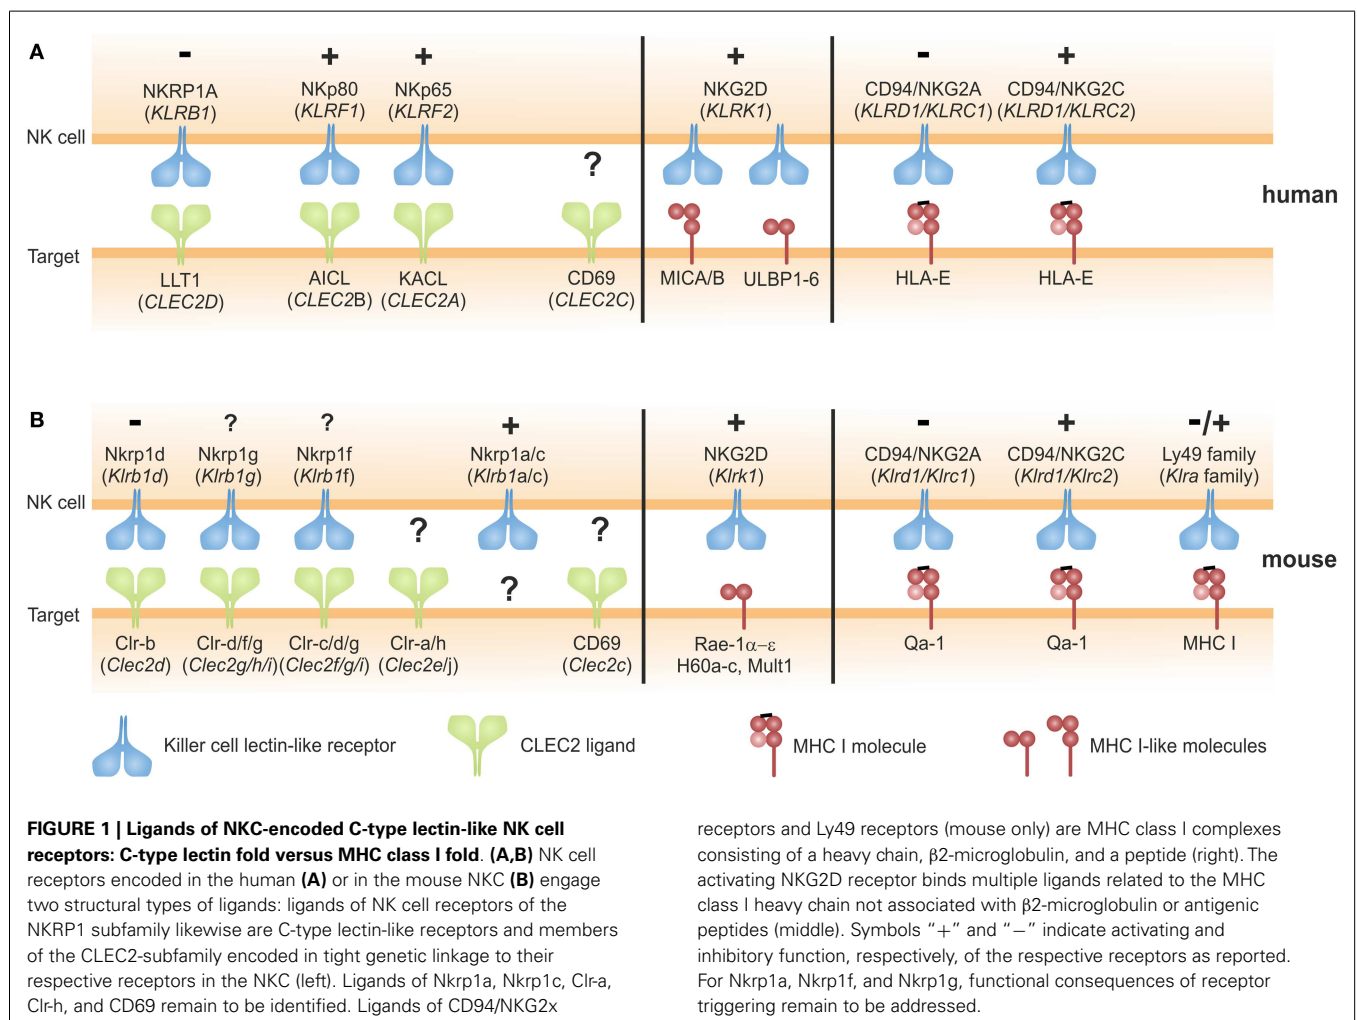 A
- + + + - +
NKRP1A NKp80 NKp65 NKG2D CD94/NKG2A CD94/NKG2C
(KLRB1) (KLRF1) (KLRF2) (KLRK1) (KLRD1/KLRC1) (KLRD1/KLRC2)
NK cell
?
human
Target
LLT1 AICL KACL CD69 MICA/B ULBP1-6 HLA-E HLA-E
(CLEC2D) (CLEC2B) (CLEC2A) (CLEC2C)
B
- ? ? + + - + -/+
Nkrp1d Nkrp1g Nkrp1f Nkrp1a/c NKG2D CD94/NKG2A CD94/NKG2C Ly49 family
(Klrb1d) (Klrb1g) (Klrb1f) (Klrb1a/c) (Klrk1) (Klrd1/Klrc1) (Klrd1/Klrc2) (Klra family)
NK cell
? ?
mouse
?
Target
Clr-b Clr-d/f/g Clr-c/d/g Clr-a/h CD69 Rae-1α–ε Qa-1 Qa-1 MHC I
(Clec2d) (Clec2g/h/i) (Clec2f/g/i) (Clec2e/j) (Clec2c) H60a-c, Mult1
Killer cell lectin-like receptor CLEC2 ligand MHC I molecule MHC I-like molecules
FIGURE 1 | Ligands of NKC-encoded C-type lectin-like NK cell
receptors: C-type lectin fold versus MHC class I fold. (A,B) NK cell
receptors encoded in the human (A) or in the mouse NKC (B) engage
two structural types of ligands: ligands of NK cell receptors of the
NKRP1 subfamily likewise are C-type lectin-like receptors and members
of the CLEC2-subfamily encoded in tight genetic linkage to their
respective receptors in the NKC (left). Ligands of Nkrp1a, Nkrp1c, Clr-a,
Clr-h, and CD69 remain to be identified. Ligands of CD94/NKG2x
receptors and Ly49 receptors (mouse only) are MHC class I complexes
consisting of a heavy chain, β2-microglobulin, and a peptide (right). The
activating NKG2D receptor binds multiple ligands related to the MHC
class I heavy chain not associated with β2-microglobulin or antigenic
peptides (middle). Symbols “+” and “−” indicate activating and
inhibitory function, respectively, of the respective receptors as reported.
For Nkrp1a, Nkrp1f, and Nkrp1g, functional consequences of receptor
triggering remain to be addressed.